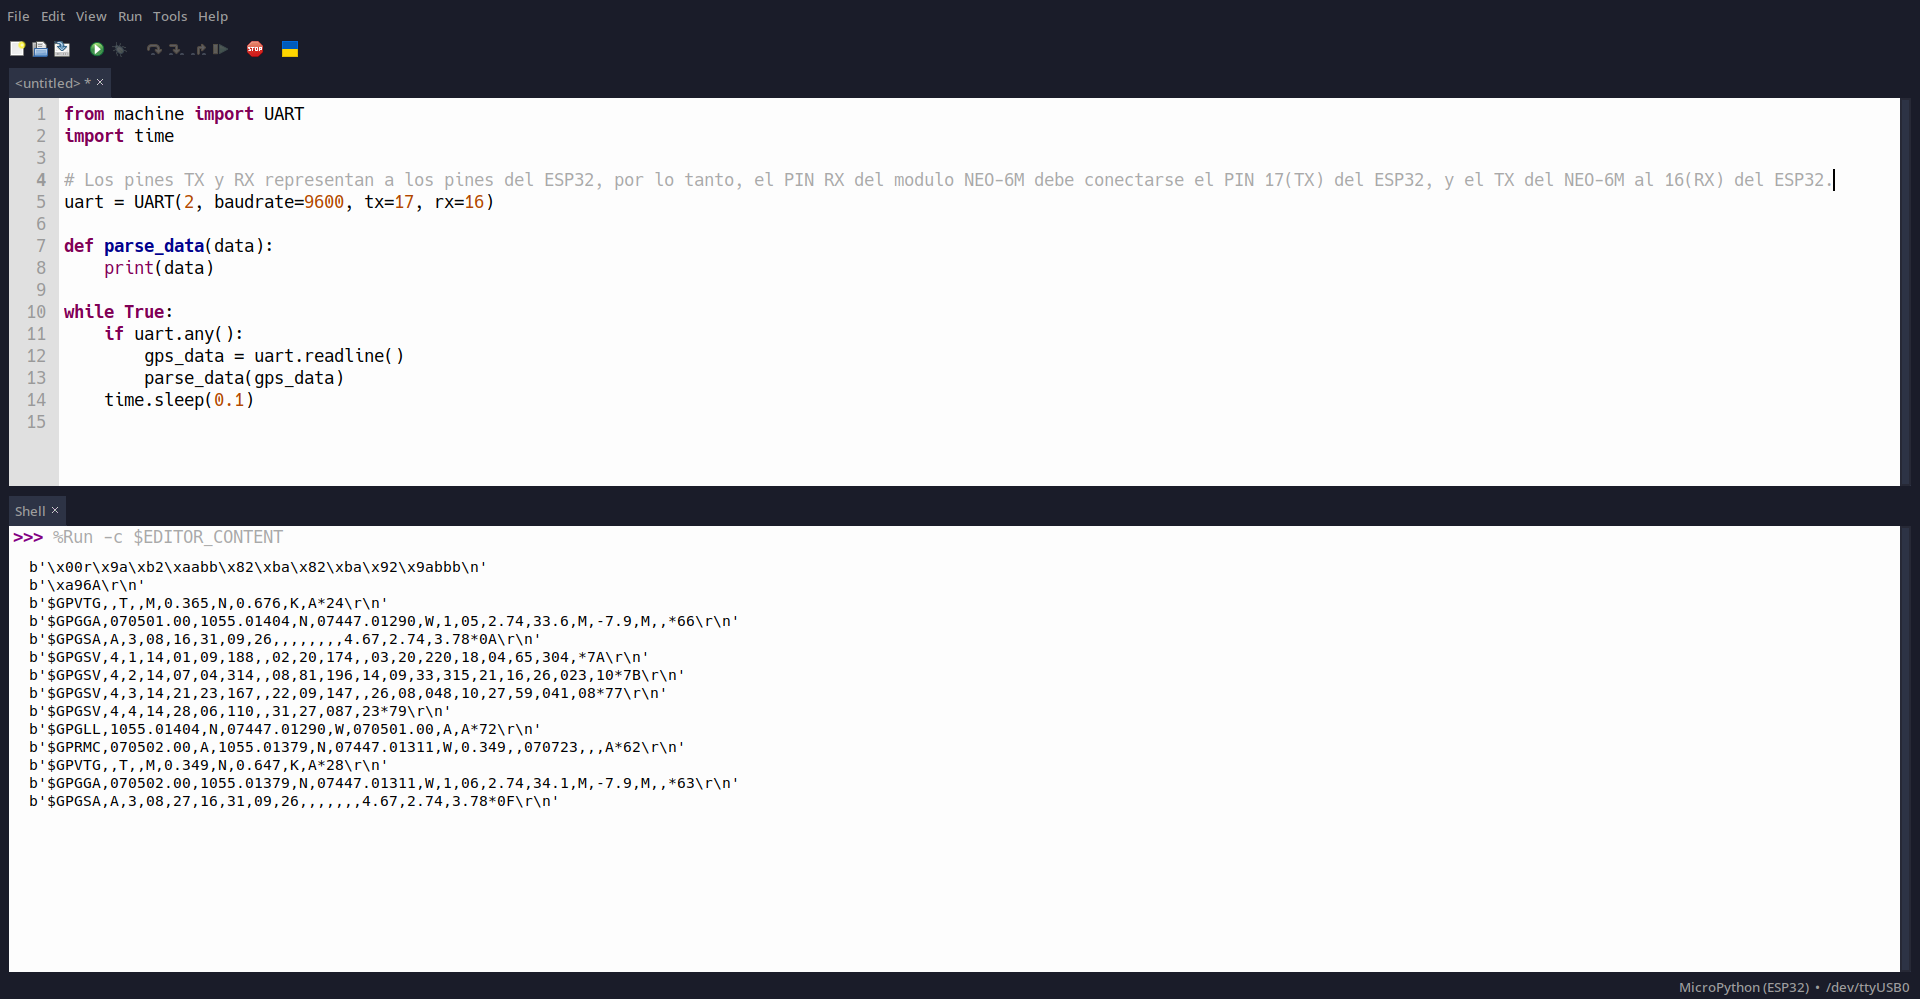 File Edit View Run Tools Help
STOP
<untitled> * ×
1 from machine import UART
2 import time
3
4 # Los pines TX y RX representan a los pines del ESP32, por lo tanto, el PIN RX del modulo NEO-6M debe conectarse el PIN 17(TX) del ESP32, y el TX del NEO-6M al 16(RX) del ESP32.
5 uart = UART(2, baudrate=9600, tx=17, rx=16)
6
7 def parse_data(data):
8     print(data)
9
10 while True:
11     if uart.any():
12         gps_data = uart.readline()
13         parse_data(gps_data)
14     time.sleep(0.1)
15
Shell ×
>>> %Run -c $EDITOR_CONTENT
b'\x00r\x9a\xb2\xaabb\x82\xba\x82\xba\x92\x9abbb\n'
b'\xa96A\r\n'
b'$GPVTG,,T,,M,0.365,N,0.676,K,A*24\r\n'
b'$GPGGA,070501.00,1055.01404,N,07447.01290,W,1,05,2.74,33.6,M,-7.9,M,,*66\r\n'
b'$GPGSA,A,3,08,16,31,09,26,,,,,,,,4.67,2.74,3.78*0A\r\n'
b'$GPGSV,4,1,14,01,09,188,,02,20,174,,03,20,220,18,04,65,304,*7A\r\n'
b'$GPGSV,4,2,14,07,04,314,,08,81,196,14,09,33,315,21,16,26,023,10*7B\r\n'
b'$GPGSV,4,3,14,21,23,167,,22,09,147,,26,08,048,10,27,59,041,08*77\r\n'
b'$GPGSV,4,4,14,28,06,110,,31,27,087,23*79\r\n'
b'$GPGLL,1055.01404,N,07447.01290,W,070501.00,A,A*72\r\n'
b'$GPRMC,070502.00,A,1055.01379,N,07447.01311,W,0.349,,070723,,,A*62\r\n'
b'$GPVTG,,T,,M,0.349,N,0.647,K,A*28\r\n'
b'$GPGGA,070502.00,1055.01379,N,07447.01311,W,1,06,2.74,34.1,M,-7.9,M,,*63\r\n'
b'$GPGSA,A,3,08,27,16,31,09,26,,,,,,,4.67,2.74,3.78*0F\r\n'
MicroPython (ESP32) • /dev/ttyUSB0